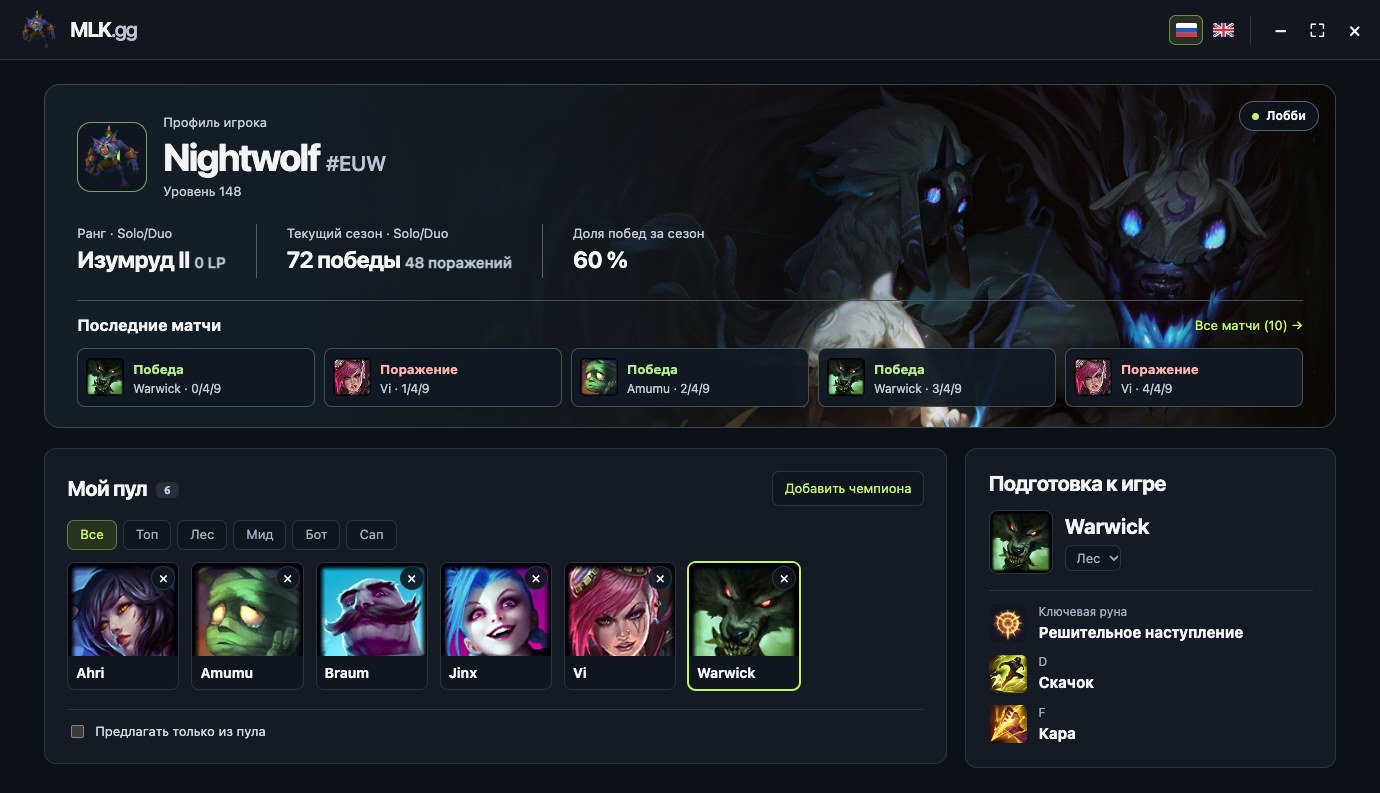 MLK.gg
Профиль игрока
Nightwolf #EUW
Уровень 148
Лобби
Ранг · Solo/Duo
Изумруд II 0 LP
Текущий сезон · Solo/Duo
72 победы 48 поражений
Доля побед за сезон
60 %
Последние матчи
Все матчи (10) →
Победа
Warwick · 0/4/9
Поражение
Vi · 1/4/9
Победа
Amumu · 2/4/9
Победа
Warwick · 3/4/9
Поражение
Vi · 4/4/9
Мой пул 6
Добавить чемпиона
Все
Топ
Лес
Мид
Бот
Сап
Ahri
Amumu
Braum
Jinx
Vi
Warwick
Предлагать только из пула
Подготовка к игре
Warwick
Лес
Ключевая руна
Решительное наступление
D
Скачок
F
Кара